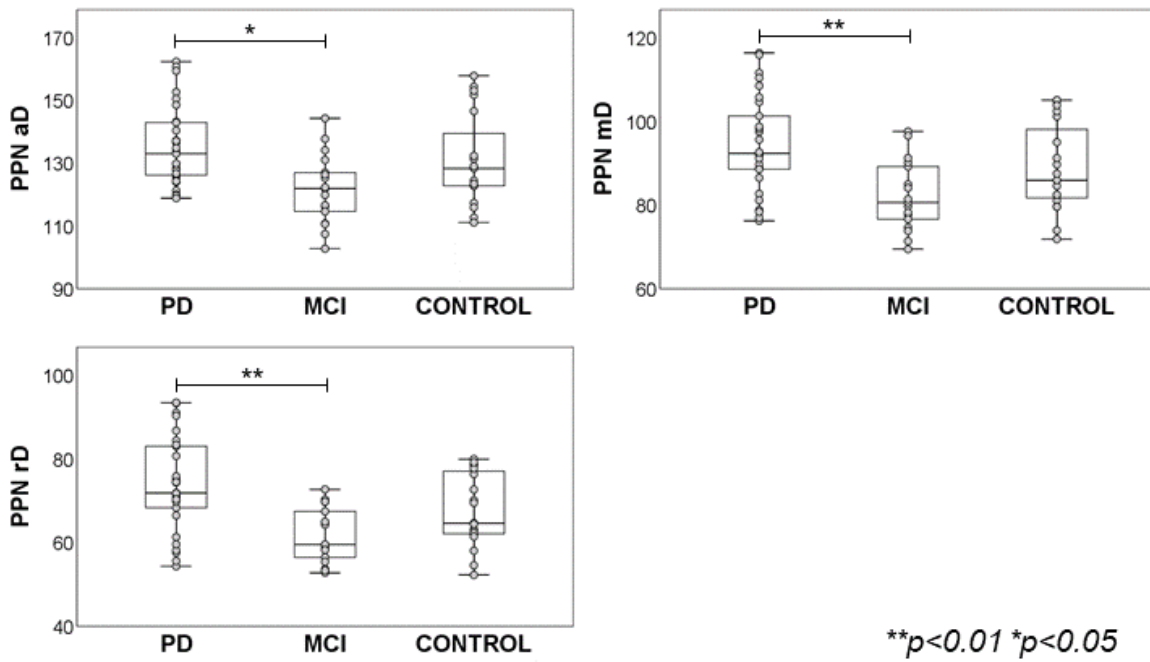 PPN aD
170
150
130
110
90
*
PD MCI CONTROL
PPN mD
120
100
80
60
**
PD MCI CONTROL
PPN rD
100
80
60
40
**
PD MCI CONTROL
**p<0.01 *p<0.05